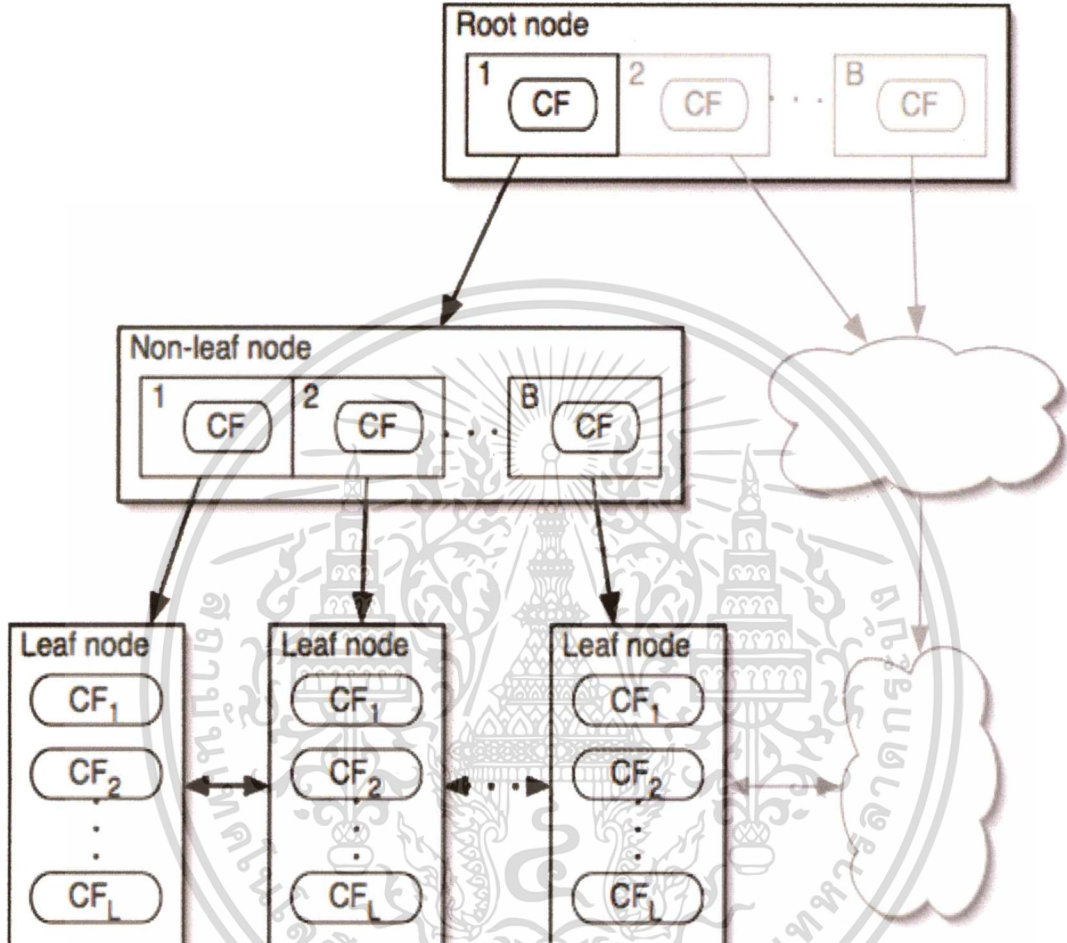 Root node
1 CF 2 CF . . . B CF
Non-leaf node
1 CF 2 CF . . . B CF
Leaf node Leaf node Leaf node
CF1 CF1 CF1
CF2 CF2 CF2
CFL CFL CFL